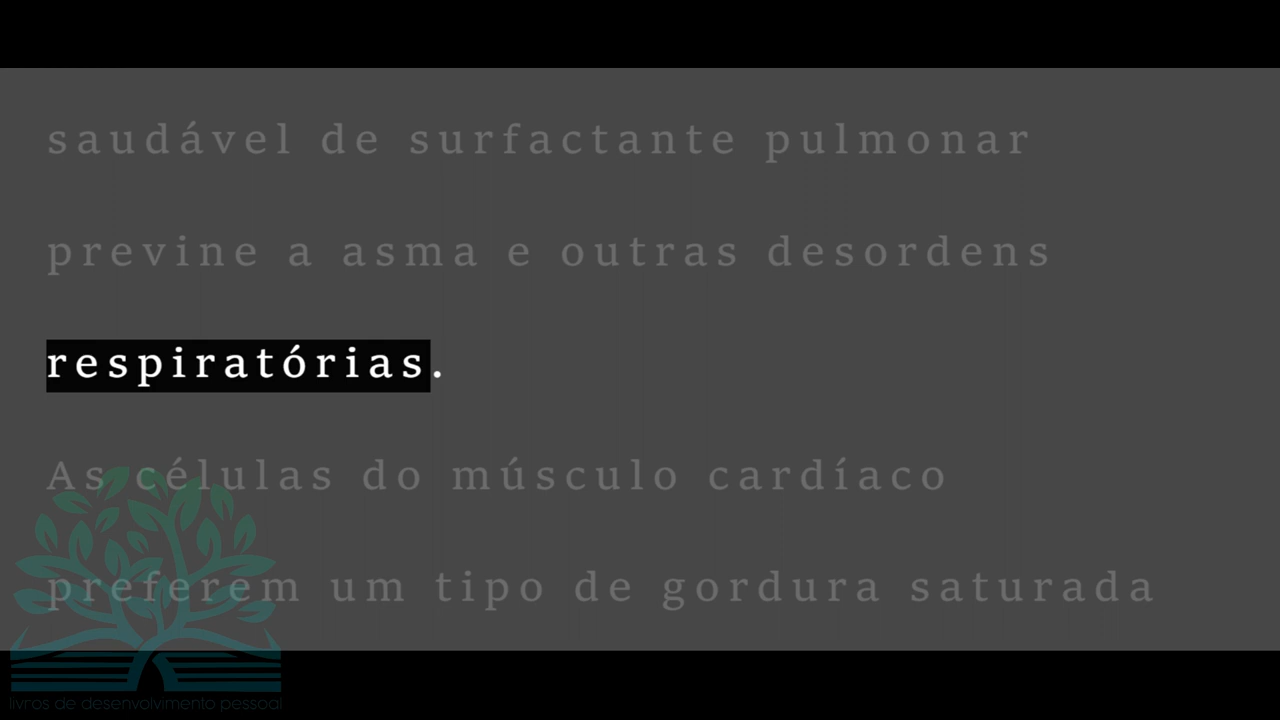 saudável de surfactante pulmonar
previne a asma e outras desordens
respiratórias.
As células do músculo cardíaco
preferem um tipo de gordura saturada
livros de desenvolvimento pessoal